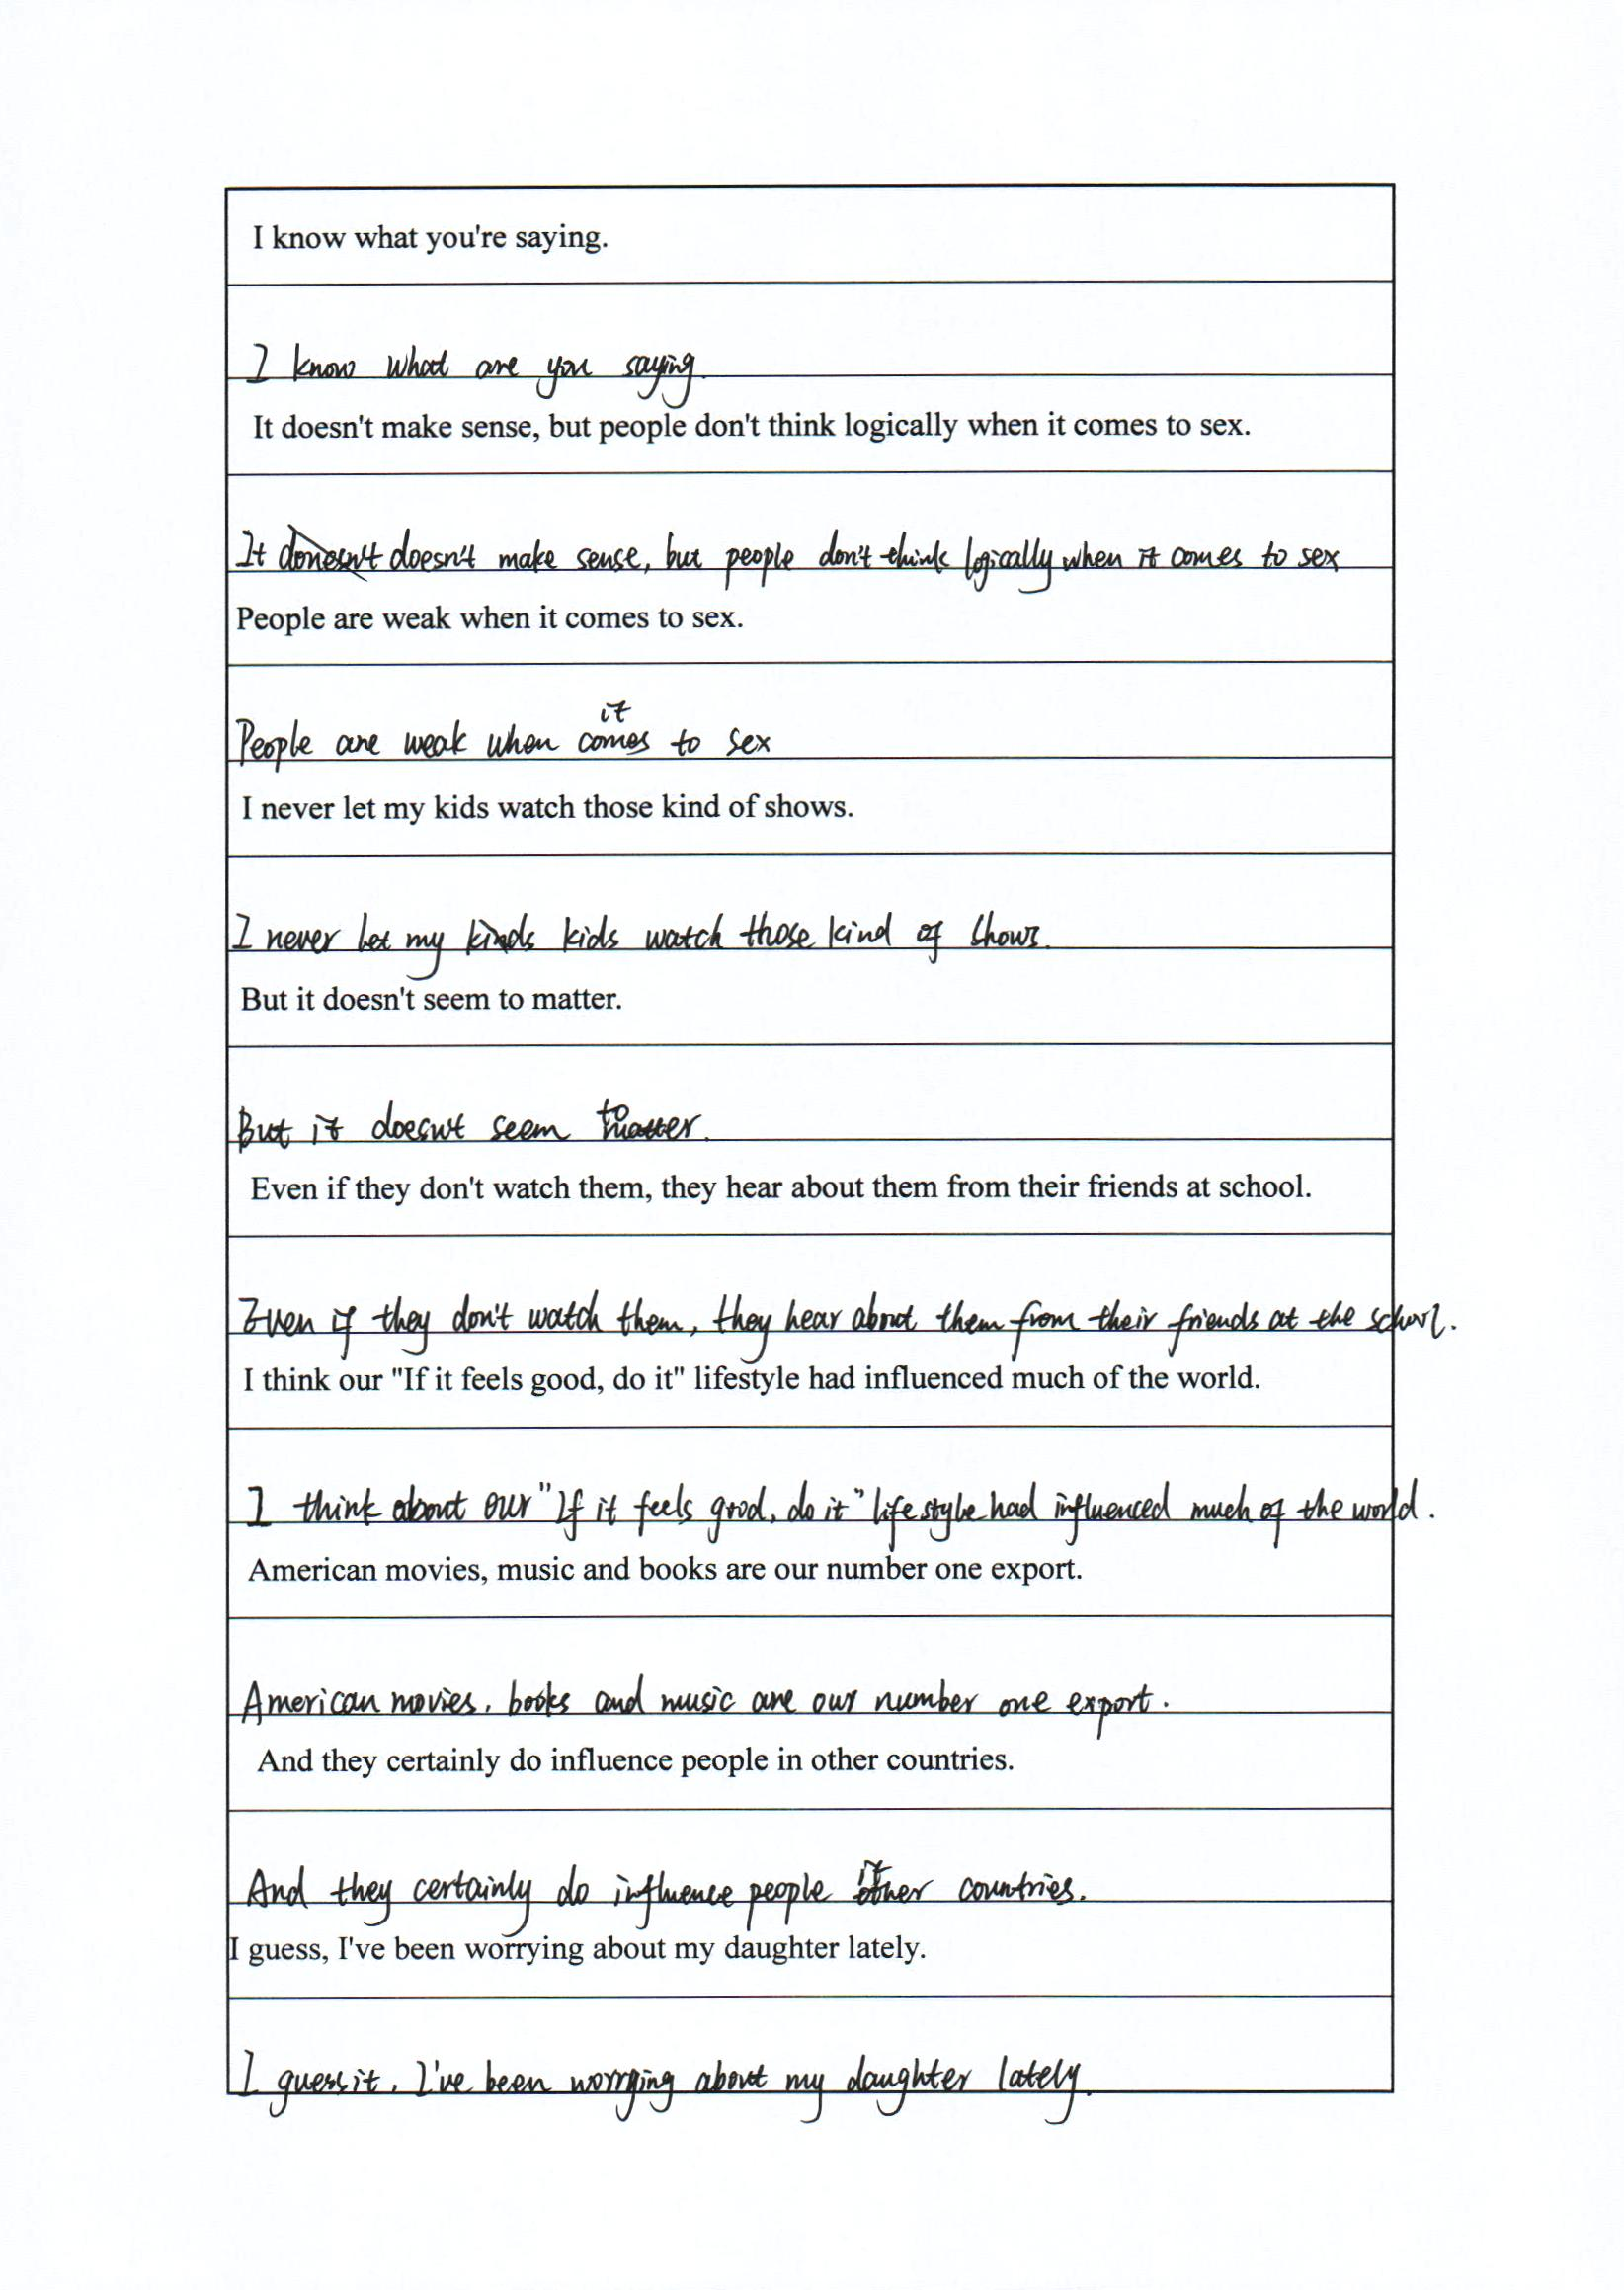 I know what you're saying.
I know what are you saying.
It doesn't make sense, but people don't think logically when it comes to sex.
It donesn't doesn't make sense, but people don't think logically when it comes to sex
People are weak when it comes to sex.
People are weak when it comes to sex
I never let my kids watch those kind of shows.
I never let my kinds kids watch those kind of shows.
But it doesn't seem to matter.
But it doesn't seem to matter.
Even if they don't watch them, they hear about them from their friends at school.
Even if they don't watch them, they hear about them from their friends at the school.
I think our "If it feels good, do it" lifestyle had influenced much of the world.
I think about our "If it feels good, do it" lifestyle had influenced much of the world.
American movies, music and books are our number one export.
American movies, books and music are our number one export.
And they certainly do influence people in other countries.
And they certainly do influence people other countries.
I guess, I've been worrying about my daughter lately.
I guess it, I've been worrying about my daughter lately.